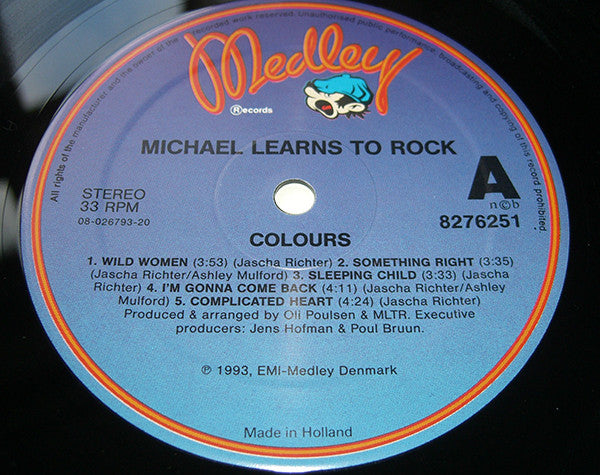 All rights of the manufacturer and the owner of the recorded work reserved. Unauthorised public performance, broadcasting and copying of this record prohibited
Medley
Records
MICHAEL LEARNS TO ROCK
STEREO
33 RPM
08-026793-20
A
n©b
8276251
COLOURS
1. WILD WOMEN (3:53) (Jascha Richter) 2. SOMETHING RIGHT (3:35)
(Jascha Richter/Ashley Mulford) 3. SLEEPING CHILD (3:33) (Jascha
Richter) 4. I'M GONNA COME BACK (4:11) (Jascha Richter/Ashley
Mulford) 5. COMPLICATED HEART (4:24) (Jascha Richter)
Produced & arranged by Oli Poulsen & MLTR. Executive
producers: Jens Hofman & Poul Bruun.
℗ 1993, EMI-Medley Denmark
Made in Holland